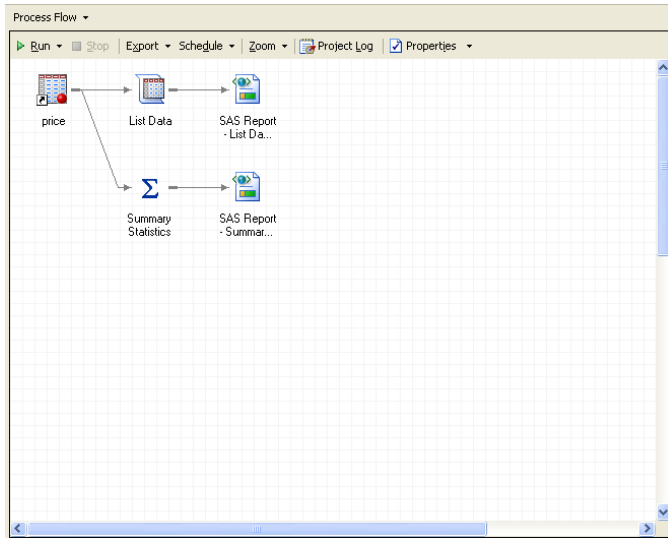 Process Flow
Run Stop Export Schedule Zoom Project Log Properties
price List Data SAS Report
- List Da...
Summary SAS Report
Statistics - Summar...